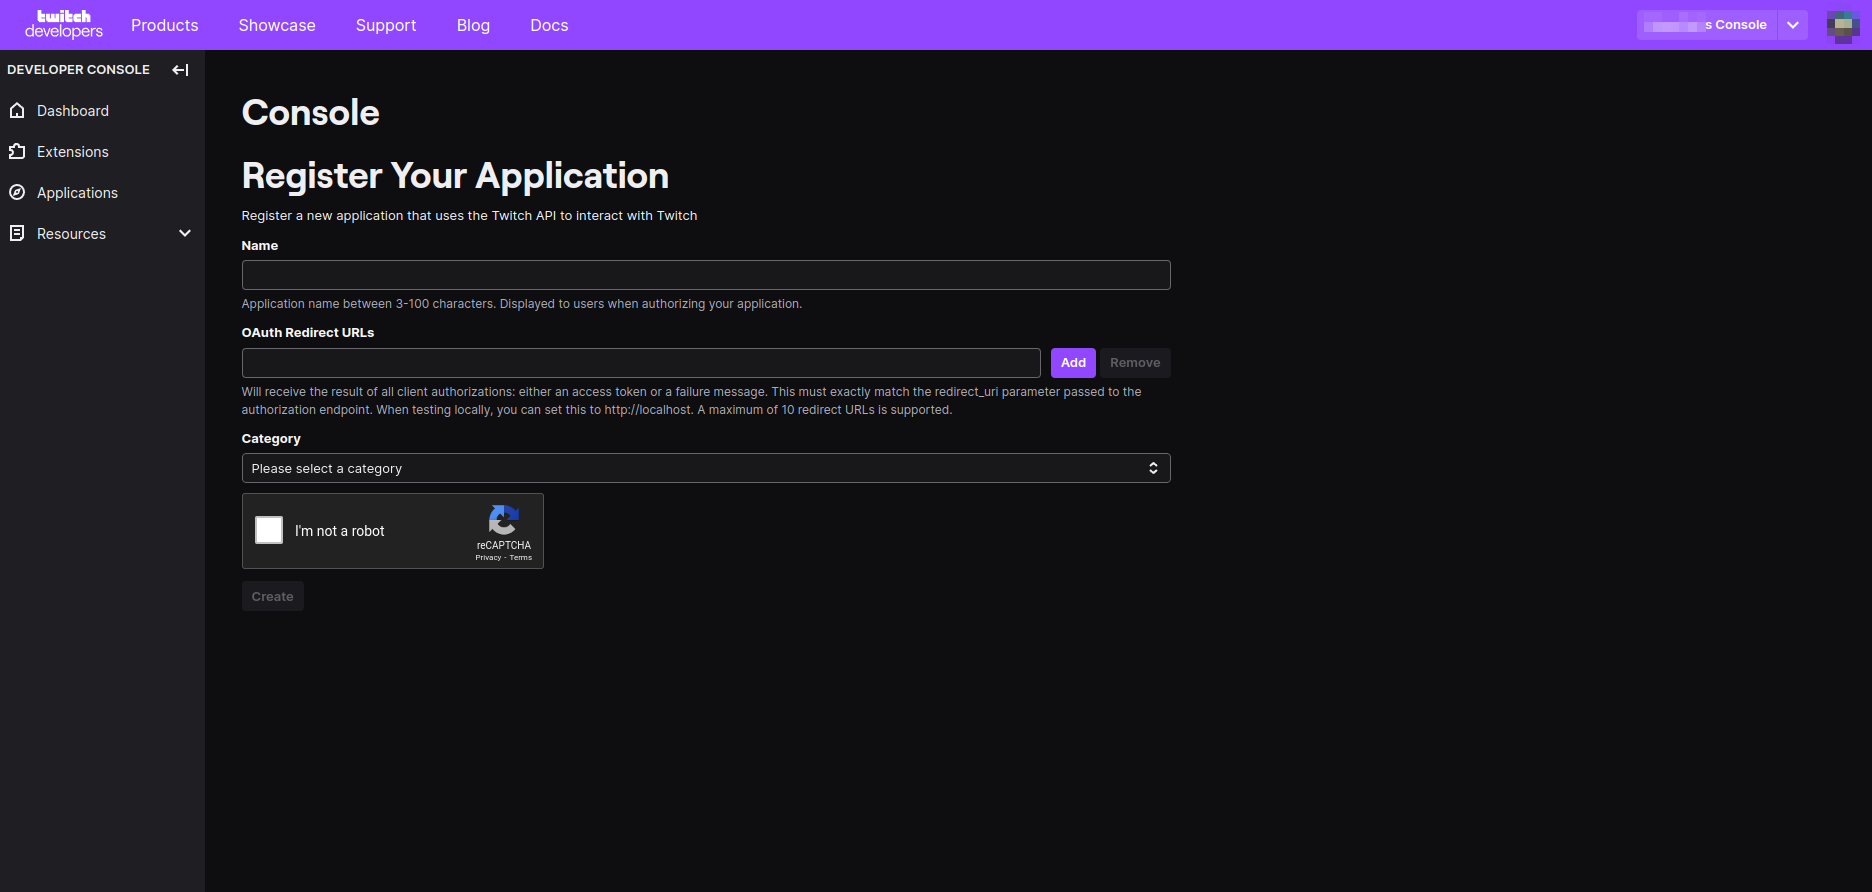 twitch
developers
Products
Showcase
Support
Blog
Docs
s Console
DEVELOPER CONSOLE
Dashboard
Extensions
Applications
Resources
Console
Register Your Application
Register a new application that uses the Twitch API to interact with Twitch
Name
Application name between 3-100 characters. Displayed to users when authorizing your application.
OAuth Redirect URLs
Add
Remove
Will receive the result of all client authorizations: either an access token or a failure message. This must exactly match the redirect_uri parameter passed to the
authorization endpoint. When testing locally, you can set this to http://localhost. A maximum of 10 redirect URLs is supported.
Category
Please select a category
I'm not a robot
reCAPTCHA
Privacy - Terms
Create